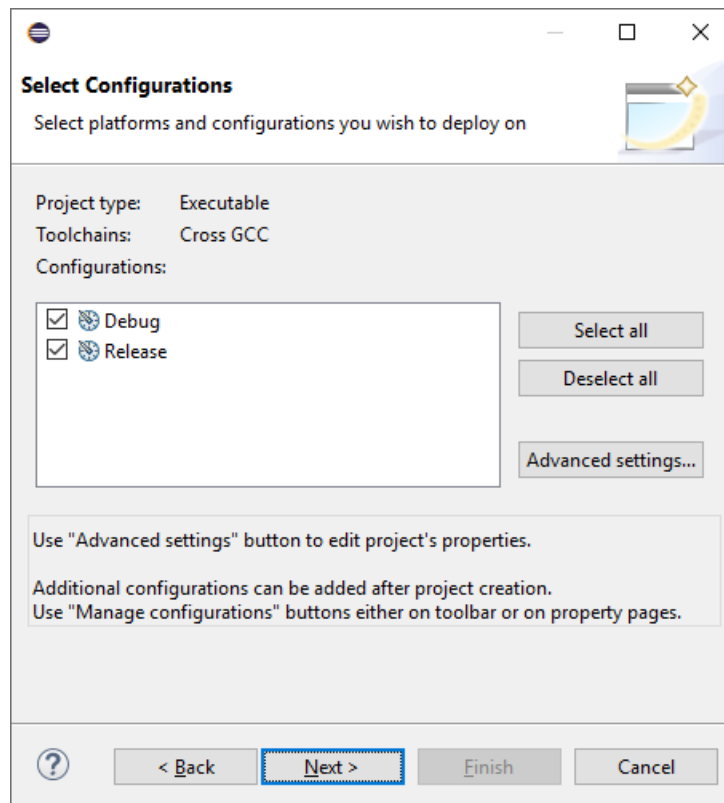 Select Configurations
Select platforms and configurations you wish to deploy on
Project type: Executable
Toolchains: Cross GCC
Configurations:
Debug
Release
Select all
Deselect all
Advanced settings...
Use "Advanced settings" button to edit project's properties.
Additional configurations can be added after project creation.
Use "Manage configurations" buttons either on toolbar or on property pages.
? < Back Next > Finish Cancel